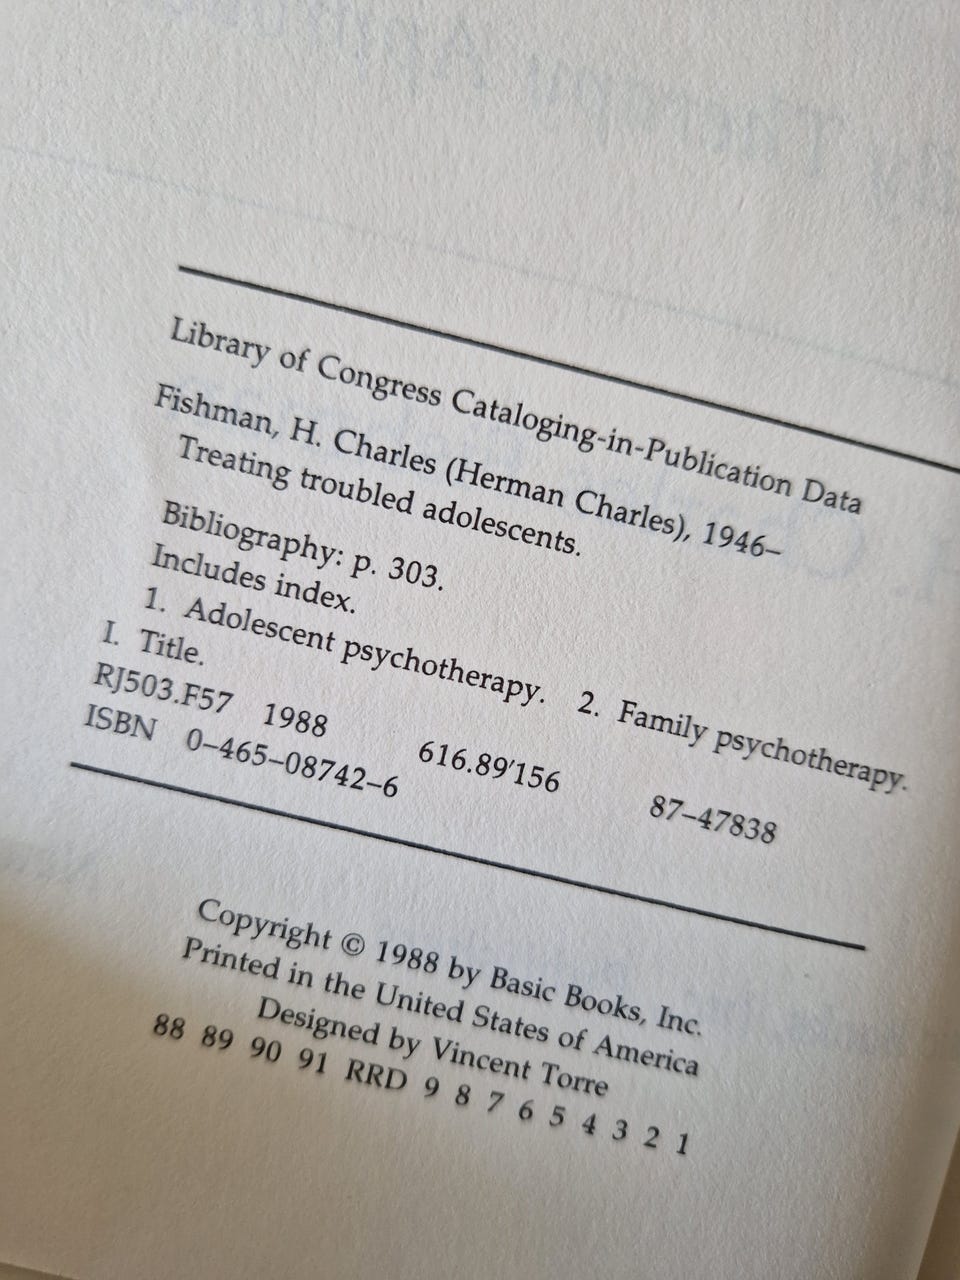 Library of Congress Cataloging-in-Publication Data
Fishman, H. Charles (Herman Charles), 1946–
Treating troubled adolescents.
Bibliography: p. 303.
Includes index.
1. Adolescent psychotherapy. 2. Family psychotherapy.
I. Title.
RJ503.F57 1988 616.89′156 87–47838
ISBN 0–465–08742–6
Copyright © 1988 by Basic Books, Inc.
Printed in the United States of America
Designed by Vincent Torre
88 89 90 91 RRD 9 8 7 6 5 4 3 2 1